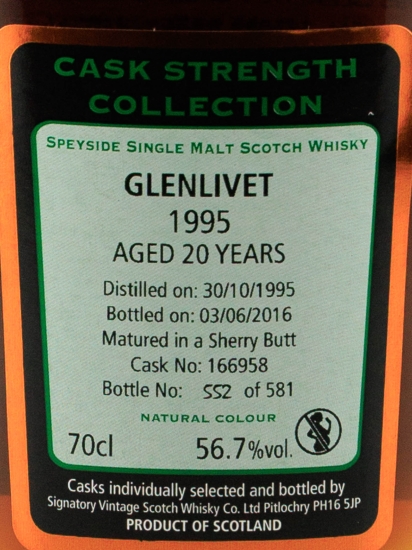 CASK STRENGTH
COLLECTION
SPEYSIDE SINGLE MALT SCOTCH WHISKY
GLENLIVET
1995
AGED 20 YEARS
Distilled on: 30/10/1995
Bottled on: 03/06/2016
Matured in a Sherry Butt
Cask No: 166958
Bottle No: 552 of 581
NATURAL COLOUR
70cl 56.7%vol.
Casks individually selected and bottled by
Signatory Vintage Scotch Whisky Co. Ltd Pitlochry PH16 5JP
PRODUCT OF SCOTLAND